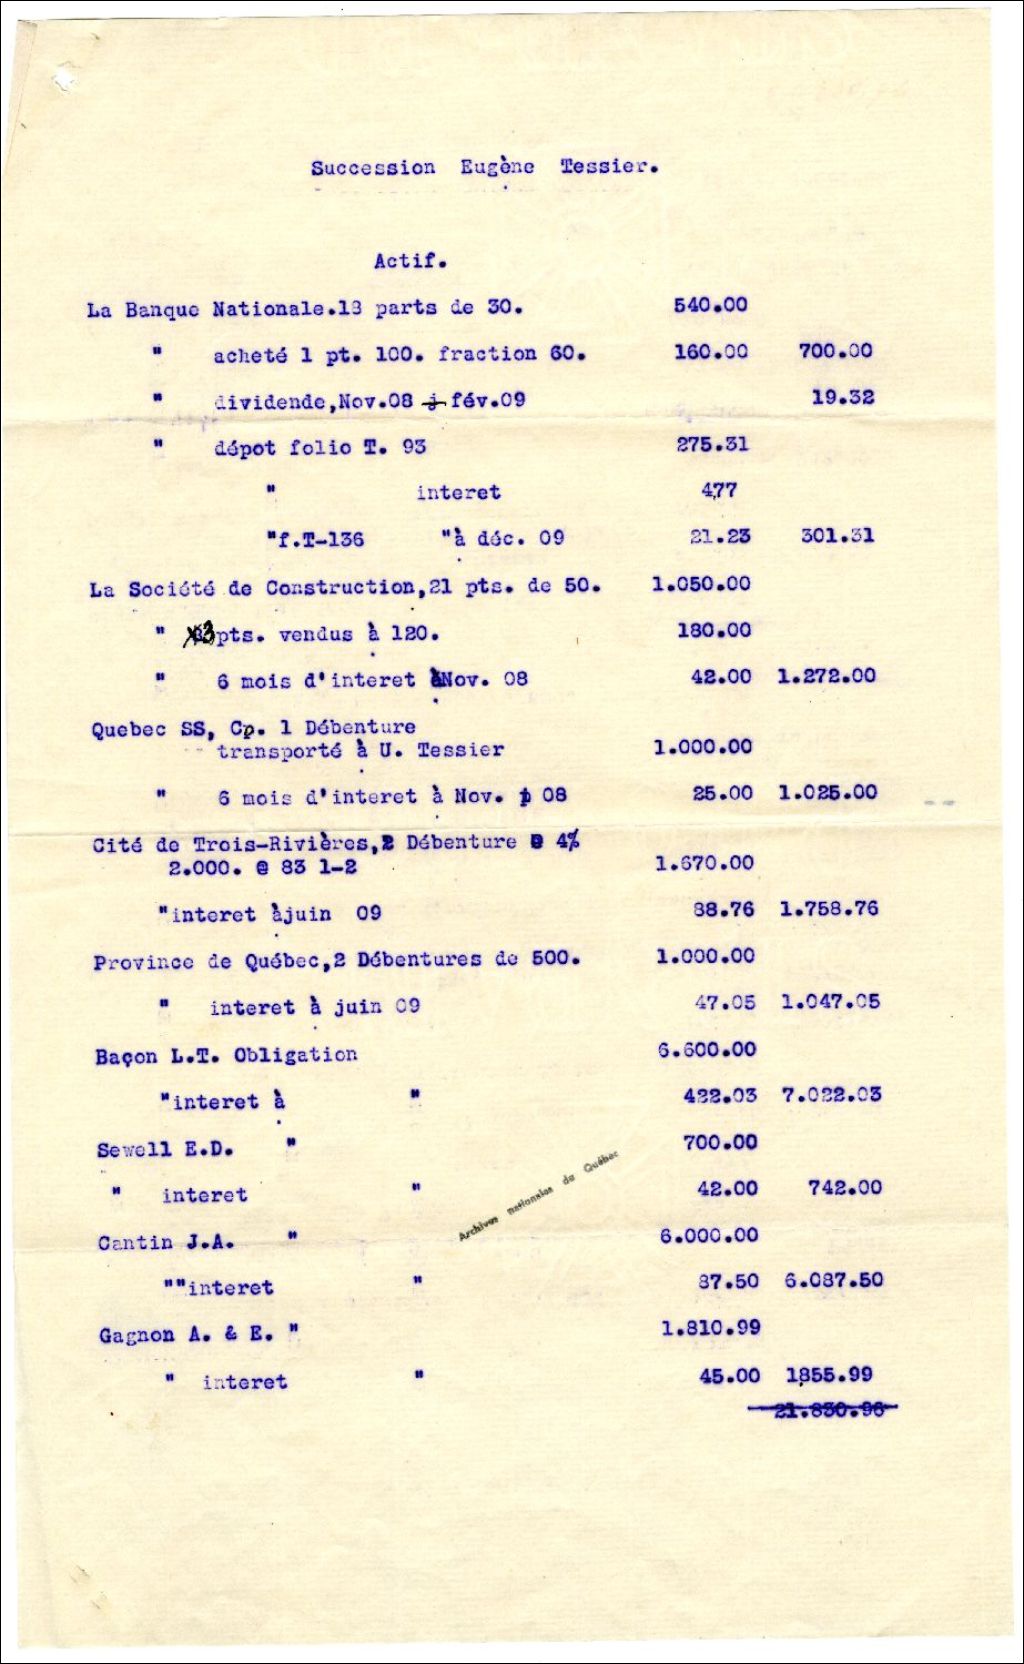 Succession Eugène Tessier.
Actif.
La Banque Nationale.18 parts de 30. 540.00
" acheté 1 pt. 100. fraction 60. 160.00 700.00
" dividende,Nov.08 j fév.09 19.32
" dépot folio T. 93 275.31
" interet 4.77
"f.T-136 "à déc. 09 21.23 301.31
La Société de Construction,21 pts. de 50. 1.050.00
" 3 pts. vendus à 120. 180.00
" 6 mois d'interet à Nov. 08 42.00 1.272.00
Quebec SS, Cp. 1 Débenture
transporté à U. Tessier 1.000.00
" 6 mois d'interet à Nov. 08 25.00 1.025.00
Cité de Trois-Rivières,2 Débenture @ 4%
2.000. @ 83 1-2 1.670.00
"interet àjuin 09 88.76 1.758.76
Province de Québec,2 Débentures de 500. 1.000.00
" interet à juin 09 47.05 1.047.05
Baçon L.T. Obligation 6.600.00
"interet à " 422.03 7.022.03
Sewell E.D. " 700.00
" interet " 42.00 742.00
Archives nationales du Québec
Cantin J.A. " 6.000.00
""interet " 87.50 6.087.50
Gagnon A. & E. " 1.810.99
" interet " 45.00 1855.99
21.830.96